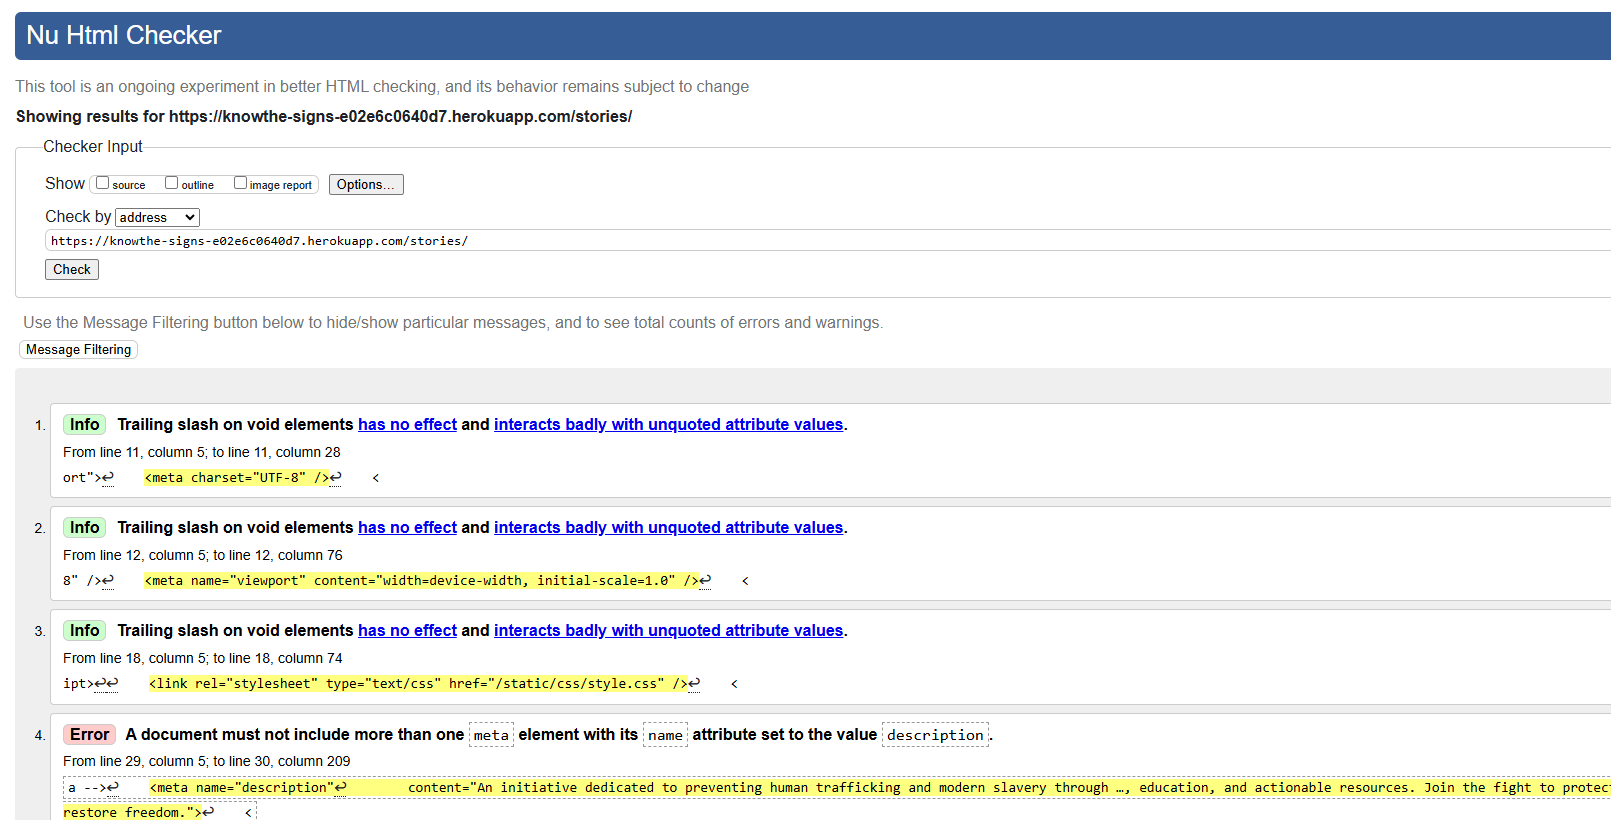 Nu Html Checker
This tool is an ongoing experiment in better HTML checking, and its behavior remains subject to change
Showing results for https://knowthe-signs-e02e6c0640d7.herokuapp.com/stories/
Checker Input
Show source outline image report Options...
Check by address
https://knowthe-signs-e02e6c0640d7.herokuapp.com/stories/
Check
Use the Message Filtering button below to hide/show particular messages, and to see total counts of errors and warnings.
Message Filtering
1. Info Trailing slash on void elements has no effect and interacts badly with unquoted attribute values.
From line 11, column 5; to line 11, column 28
ort">↩ <meta charset="UTF-8" />↩ <
2. Info Trailing slash on void elements has no effect and interacts badly with unquoted attribute values.
From line 12, column 5; to line 12, column 76
8" />↩ <meta name="viewport" content="width=device-width, initial-scale=1.0" />↩ <
3. Info Trailing slash on void elements has no effect and interacts badly with unquoted attribute values.
From line 18, column 5; to line 18, column 74
ipt>↩↩ <link rel="stylesheet" type="text/css" href="/static/css/style.css" />↩ <
4. Error A document must not include more than one meta element with its name attribute set to the value description.
From line 29, column 5; to line 30, column 209
a -->↩ <meta name="description"↩ content="An initiative dedicated to preventing human trafficking and modern slavery through …, education, and actionable resources. Join the fight to protect
restore freedom.">↩ <